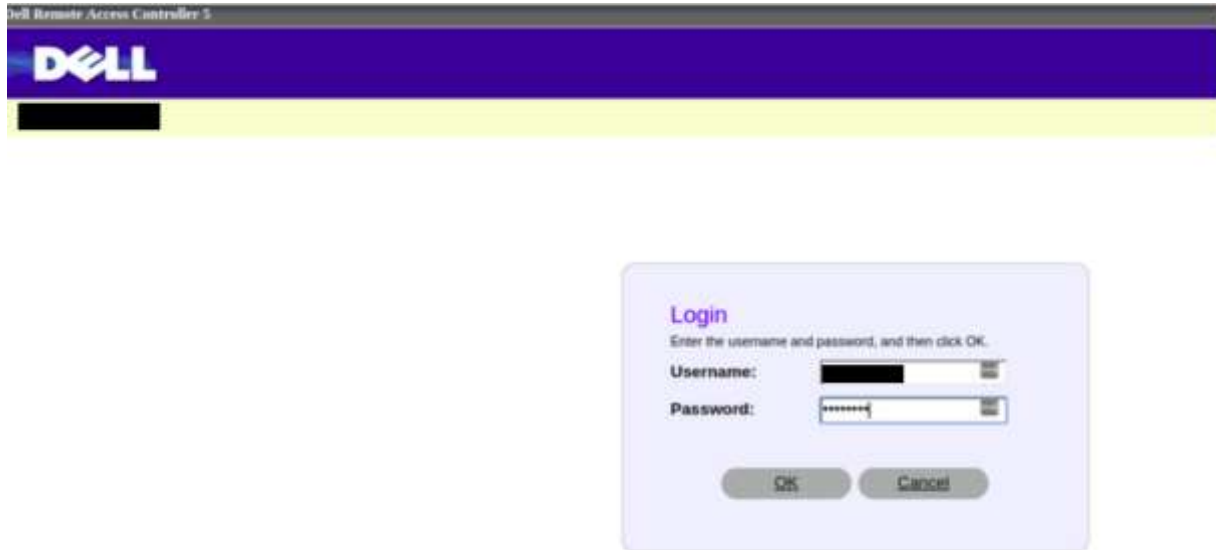 Dell Remote Access Controller 5
DELL
Login
Enter the username and password, and then click OK.
Username:
Password: ••••••••
OK Cancel